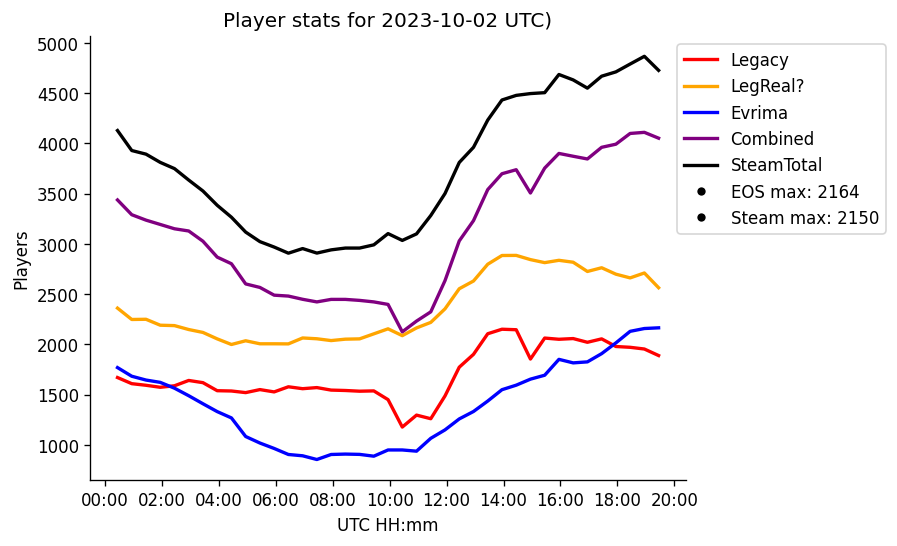 Player stats for 2023-10-02 UTC)
5000
4500
4000
3500
3000
2500
2000
1500
1000
Players
00:00 02:00 04:00 06:00 08:00 10:00 12:00 14:00 16:00 18:00 20:00
UTC HH:mm
Legacy
LegReal?
Evrima
Combined
SteamTotal
EOS max: 2164
Steam max: 2150